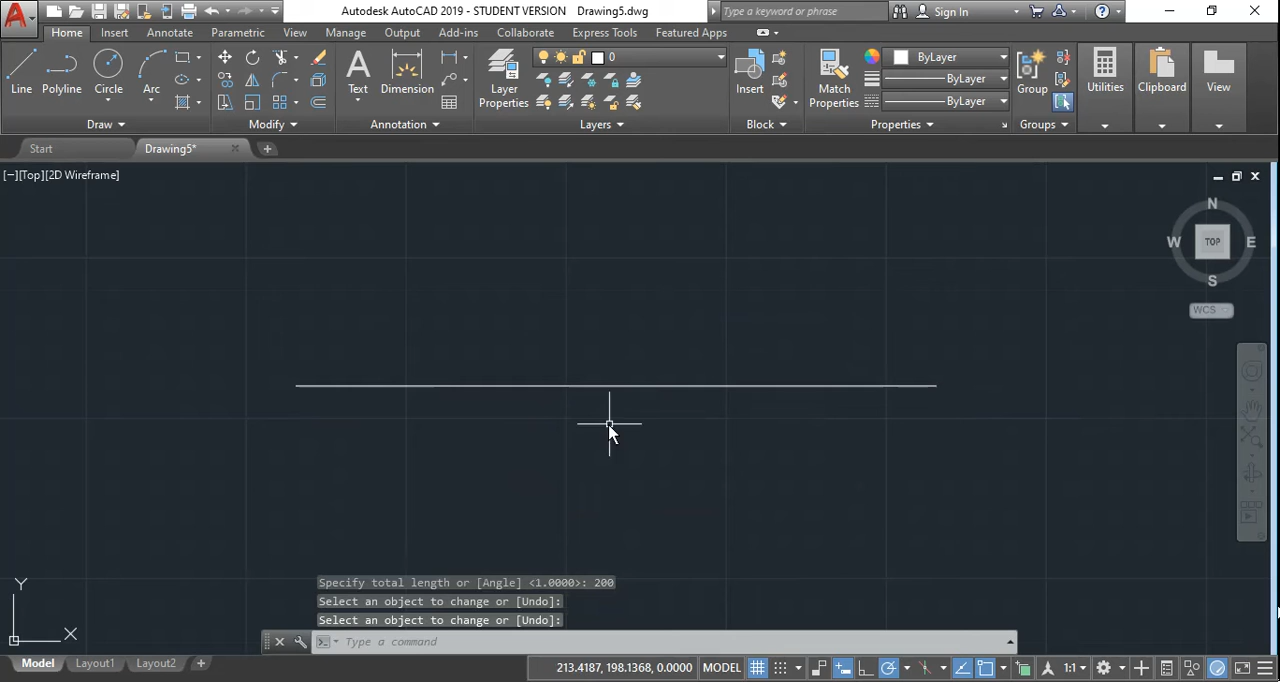 Autodesk AutoCAD 2019 - STUDENT VERSION Drawing5.dwg
Type a keyword or phrase
Sign In
Home Insert Annotate Parametric View Manage Output Add-ins Collaborate Express Tools Featured Apps
Line Polyline Circle Arc
Text Dimension
Layer Properties
0
Insert
Match Properties
ByLayer
ByLayer
ByLayer
Group
Utilities Clipboard View
Draw Modify Annotation Layers Block Properties Groups
Start Drawing5*
[−][Top][2D Wireframe]
N
W TOP E
S
WCS
Specify total length or [Angle] <1.0000>: 200
Select an object to change or [Undo]:
Select an object to change or [Undo]:
Y
X
Type a command
Model Layout1 Layout2
213.4187, 198.1368, 0.0000 MODEL 1:1